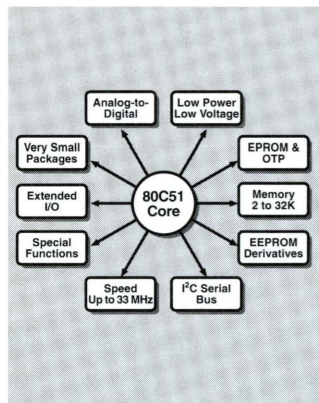 Analog-to-
Digital
Low Power
Low Voltage
Very Small
Packages
EPROM &
OTP
Extended
I/O
80C51
Core
Memory
2 to 32K
Special
Functions
EEPROM
Derivatives
Speed
Up to 33 MHz
I²C Serial
Bus